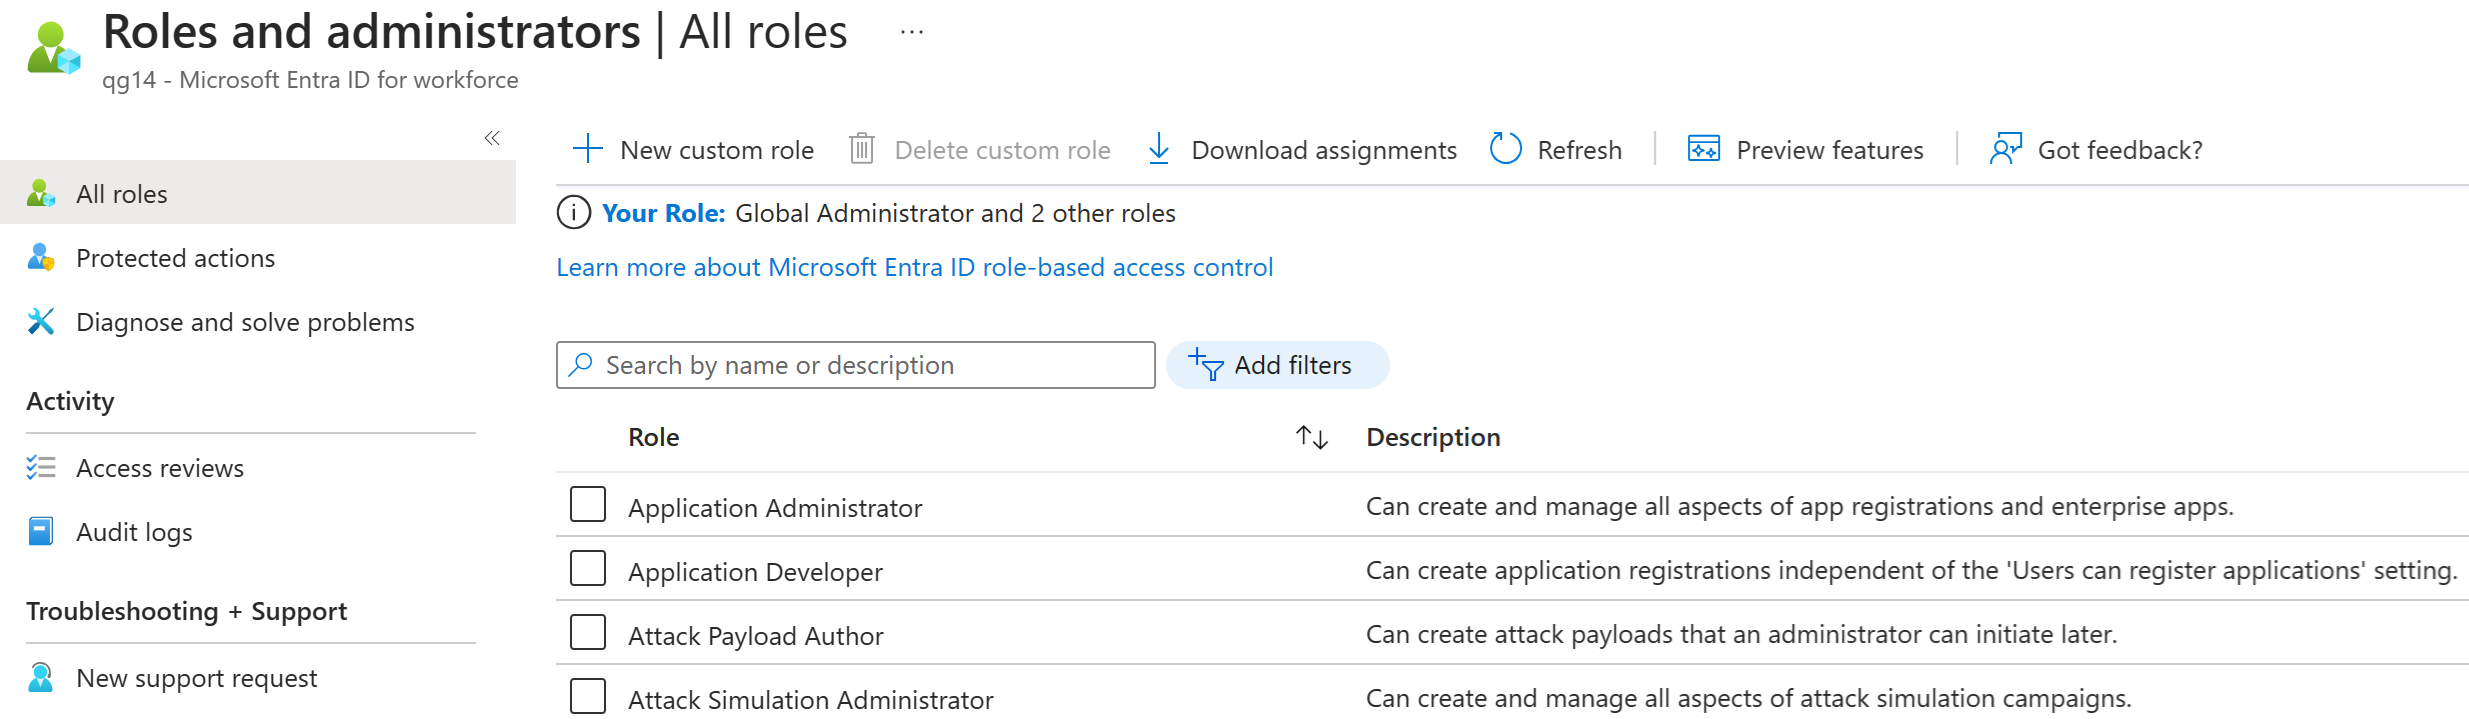 Roles and administrators | All roles ...
qg14 - Microsoft Entra ID for workforce
All roles
Protected actions
Diagnose and solve problems
Activity
Access reviews
Audit logs
Troubleshooting + Support
New support request
New custom role Delete custom role Download assignments Refresh Preview features Got feedback?
Your Role: Global Administrator and 2 other roles
Learn more about Microsoft Entra ID role-based access control
Search by name or description Add filters
Role Description
Application Administrator Can create and manage all aspects of app registrations and enterprise apps.
Application Developer Can create application registrations independent of the 'Users can register applications' setting.
Attack Payload Author Can create attack payloads that an administrator can initiate later.
Attack Simulation Administrator Can create and manage all aspects of attack simulation campaigns.